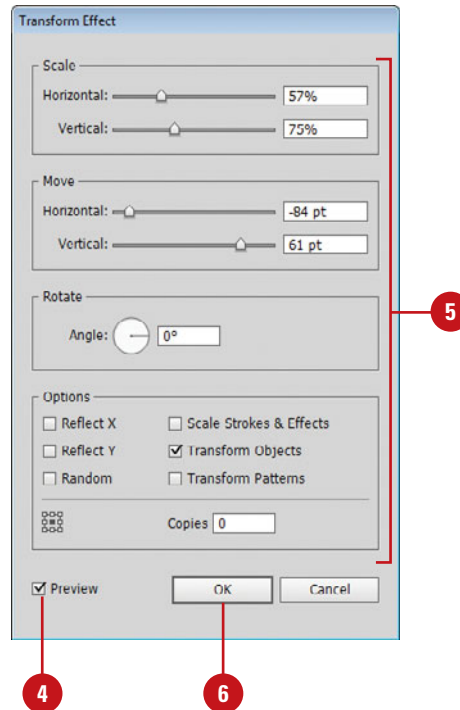 Transform Effect
Scale
Horizontal: 57%
Vertical: 75%
Move
Horizontal: -84 pt
Vertical: 61 pt
Rotate
Angle: 0°
5
Options
Reflect X Scale Strokes & Effects
Reflect Y Transform Objects
Random Transform Patterns
Copies 0
Preview OK Cancel
4 6